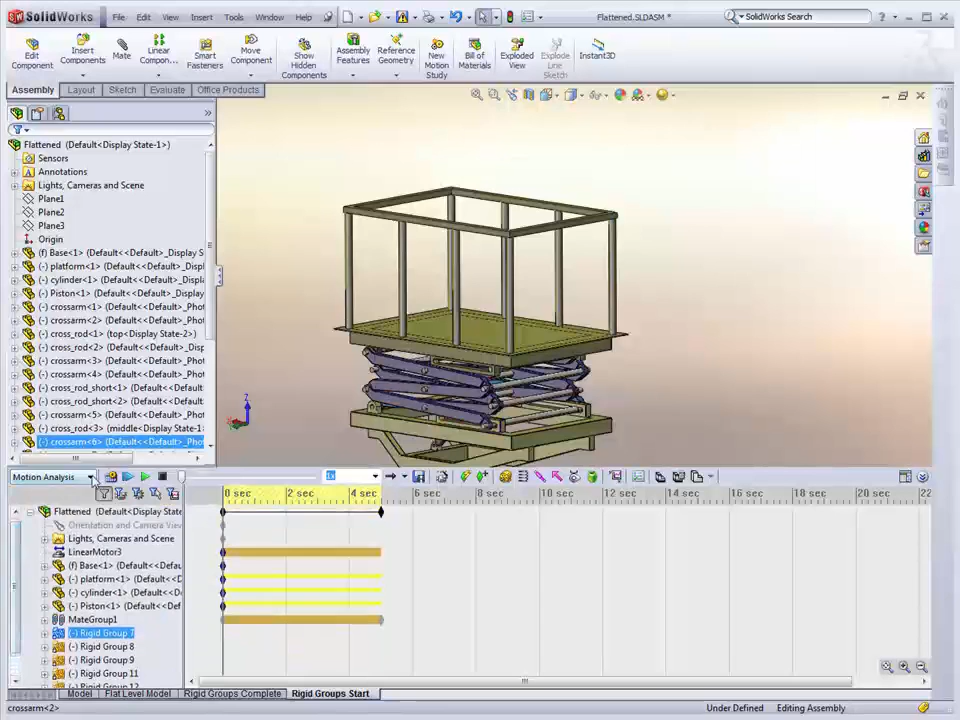 SolidWorks File Edit View Insert Tools Window Help Flattened.SLDASM * SolidWorks Search
Edit Component Insert Components Mate Linear Compon... Smart Fasteners Move Component Show Hidden Components Assembly Features Reference Geometry New Motion Study Bill of Materials Exploded View Explode Line Sketch Instant3D
Assembly Layout Sketch Evaluate Office Products
Flattened (Default<Display State-1>)
Sensors
Annotations
Lights, Cameras and Scene
Plane1
Plane2
Plane3
Origin
(f) Base<1> (Default<<Default>_Display S
(-) platform<1> (Default<<Default>_Displ
(-) cylinder<1> (Default<<Default>_Displ
(-) Piston<1> (Default<<Default>_Display
(-) crossarm<1> (Default<<Default>_Phot
(-) crossarm<2> (Default<<Default>_Phot
(-) cross_rod<1> (top<Display State-2>)
(-) cross_rod<2> (Default<<Default>_Disp
(-) crossarm<3> (Default<<Default>_Phot
(-) crossarm<4> (Default<<Default>_Phot
(-) cross_rod_short<1> (Default<<Default
(-) cross_rod_short<2> (Default<<Default
(-) crossarm<5> (Default<<Default>_Phot
(-) cross_rod<3> (middle<Display State-1
(-) crossarm<6> (Default<<Default>_Phot
Z
Motion Analysis 1x
0 sec 2 sec 4 sec 6 sec 8 sec 10 sec 12 sec 14 sec 16 sec 18 sec 20 sec 22
Flattened (Default<Display State
Orientation and Camera View
Lights, Cameras and Scene
LinearMotor3
(f) Base<1> (Default<<Default
(-) platform<1> (Default<<D
(-) cylinder<1> (Default<<D
(-) Piston<1> (Default<<Def
MateGroup1
(-) Rigid Group 7
(-) Rigid Group 8
(-) Rigid Group 9
(-) Rigid Group 11
(-) Rigid Group 12
Model Flat Level Model Rigid Groups Complete Rigid Groups Start
crossarm<2> Under Defined Editing Assembly